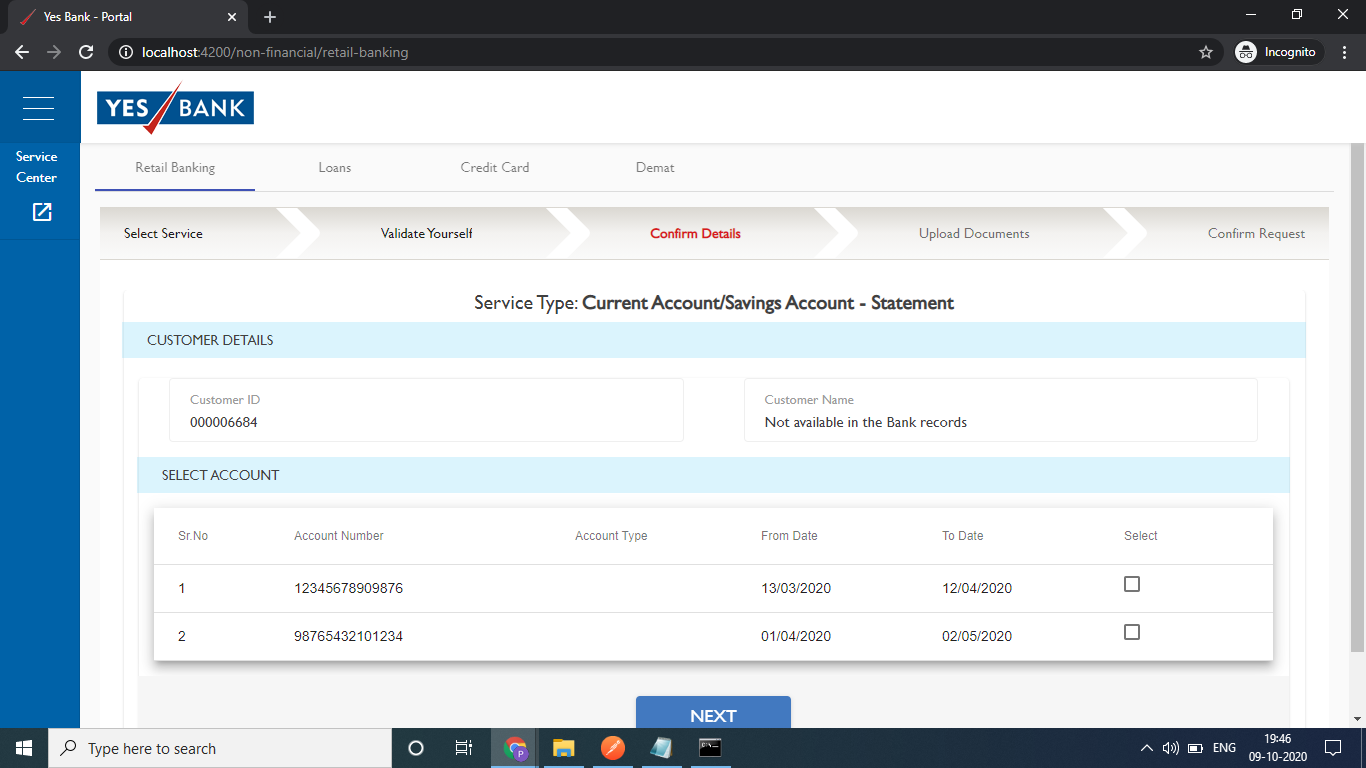 Yes Bank - Portal
localhost:4200/non-financial/retail-banking
Incognito
YES BANK
Service
Center
Retail Banking Loans Credit Card Demat
Select Service Validate Yourself Confirm Details Upload Documents Confirm Request
Service Type: Current Account/Savings Account - Statement
CUSTOMER DETAILS
Customer ID Customer Name
000006684 Not available in the Bank records
SELECT ACCOUNT
Sr.No Account Number Account Type From Date To Date Select
1 12345678909876 13/03/2020 12/04/2020
2 98765432101234 01/04/2020 02/05/2020
NEXT
Type here to search
P
ENG
19:46
09-10-2020